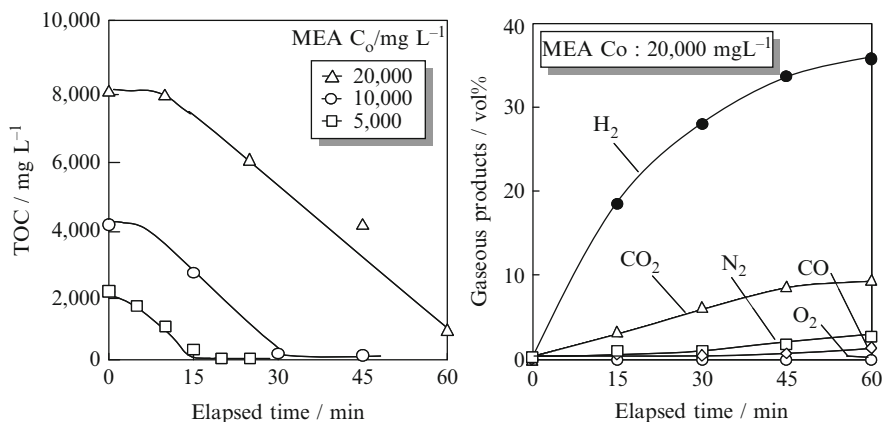 10,000
8,000
6,000
4,000
2,000
0
TOC / mg L⁻¹
MEA Cₒ/mg L⁻¹
20,000
10,000
5,000
0 15 30 45 60
Elapsed time / min
50
40
30
20
10
0
Gaseous products / vol%
MEA Co : 20,000 mgL⁻¹
H₂
CO₂
N₂
CO
O₂
0 15 30 45 60
Elapsed time / min